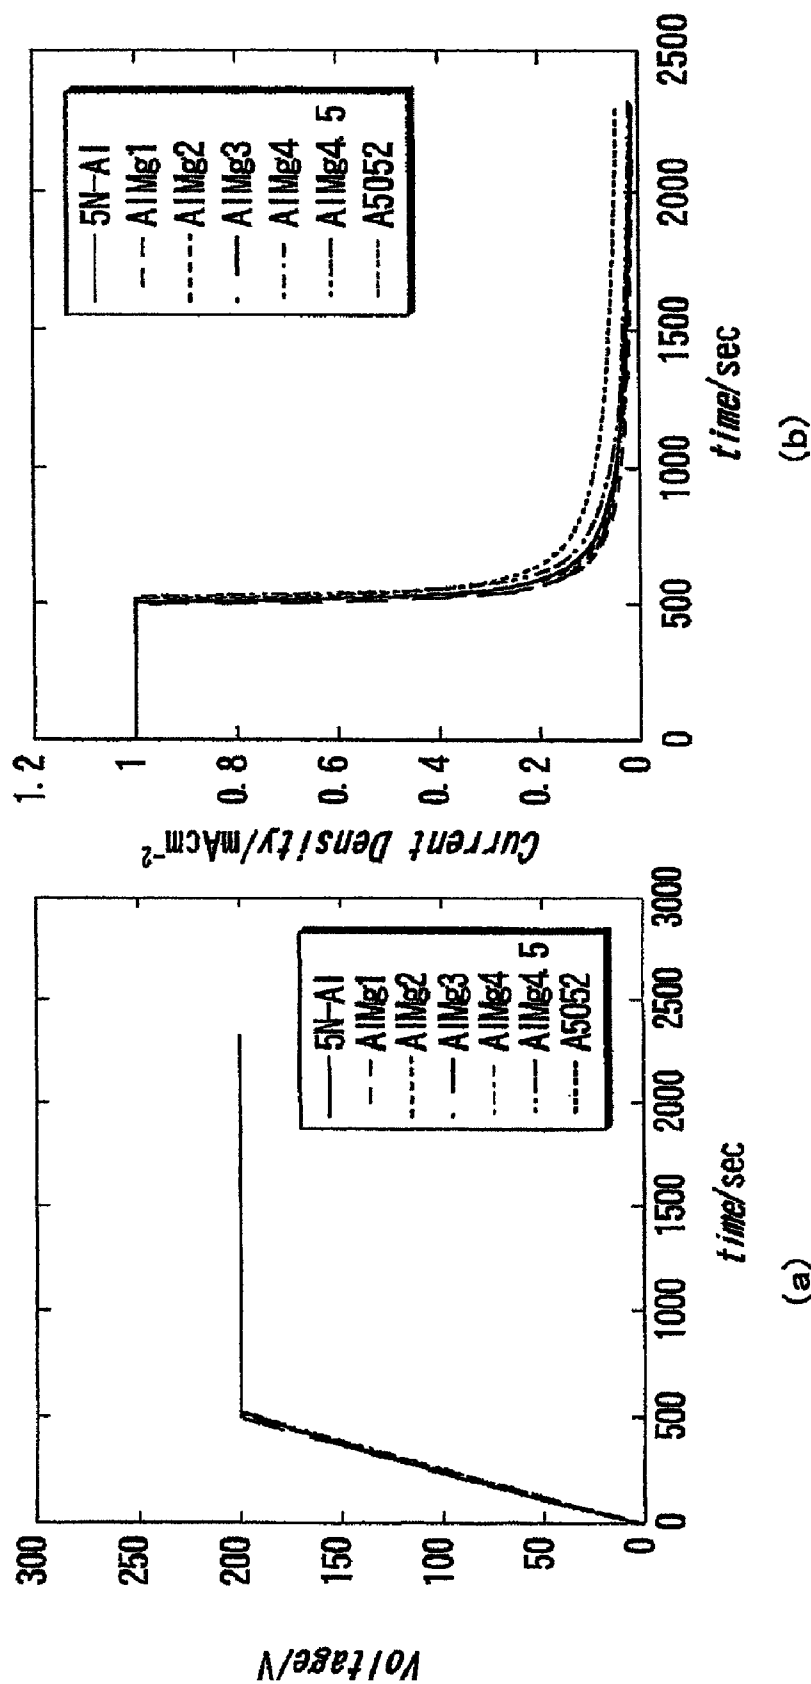 300
250
200
150
100
50
0
Voltage/V
0
500
1000
1500
2000
2500
3000
time/sec
5N-Al
AlMg1
AlMg2
AlMg3
AlMg4
AlMg4 5
A5052
(a)
1.2
1
0.8
0.6
0.4
0.2
0
Current Density/mAcm⁻²
0
500
1000
1500
2000
2500
time/sec
5N-Al
AlMg1
AlMg2
AlMg3
AlMg4
AlMg4 5
A5052
(b)